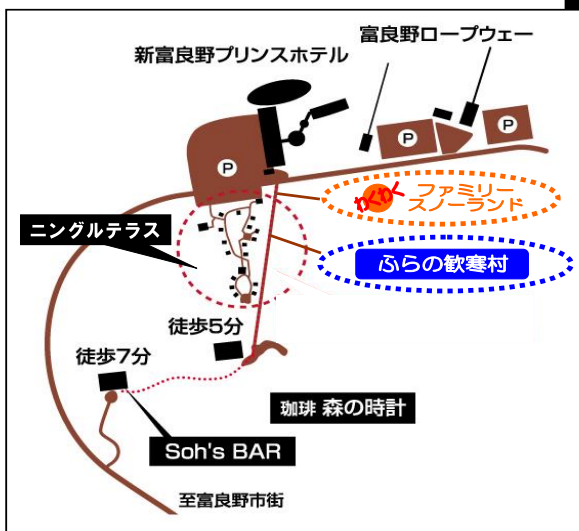 富良野ロープウェー
新富良野プリンスホテル
P
P
P
わくわく
ファミリー
スノーランド
ニングルテラス
ふらの歓寒村
徒歩5分
徒歩7分
珈琲 森の時計
Soh's BAR
至富良野市街